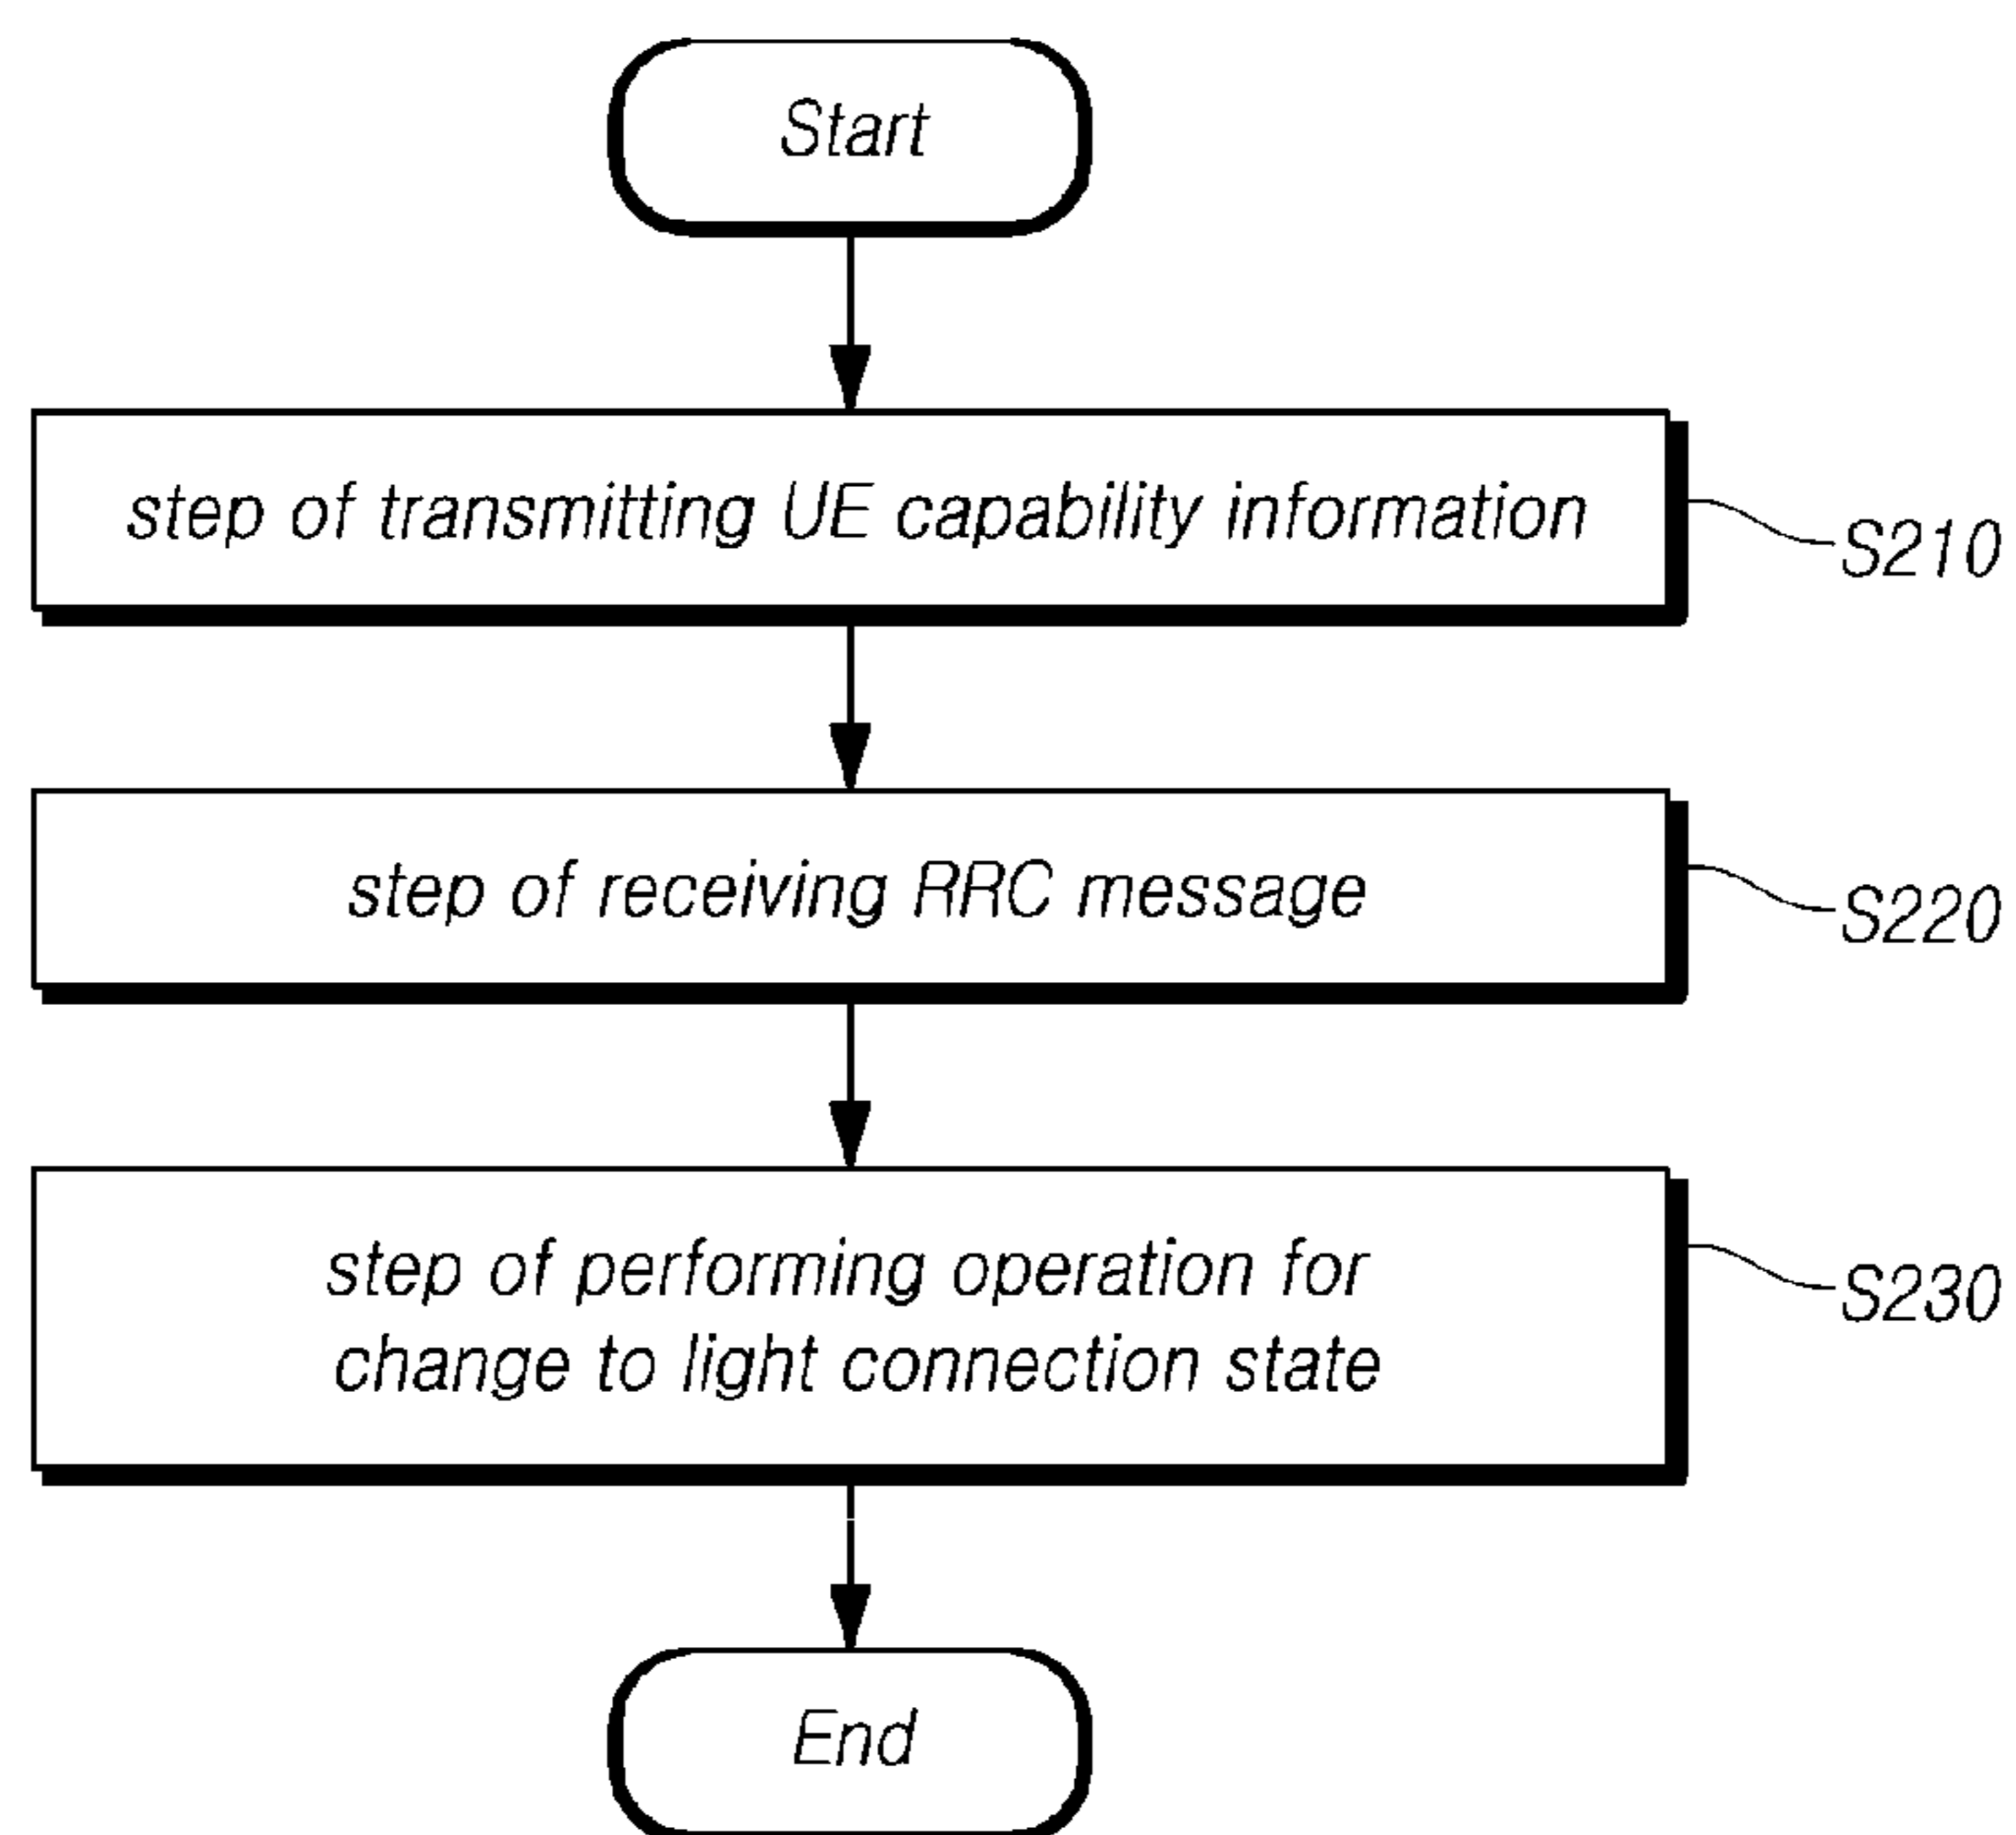 Start
step of transmitting UE capability information
S210
step of receiving RRC message
S220
step of performing operation for
change to light connection state
S230
End